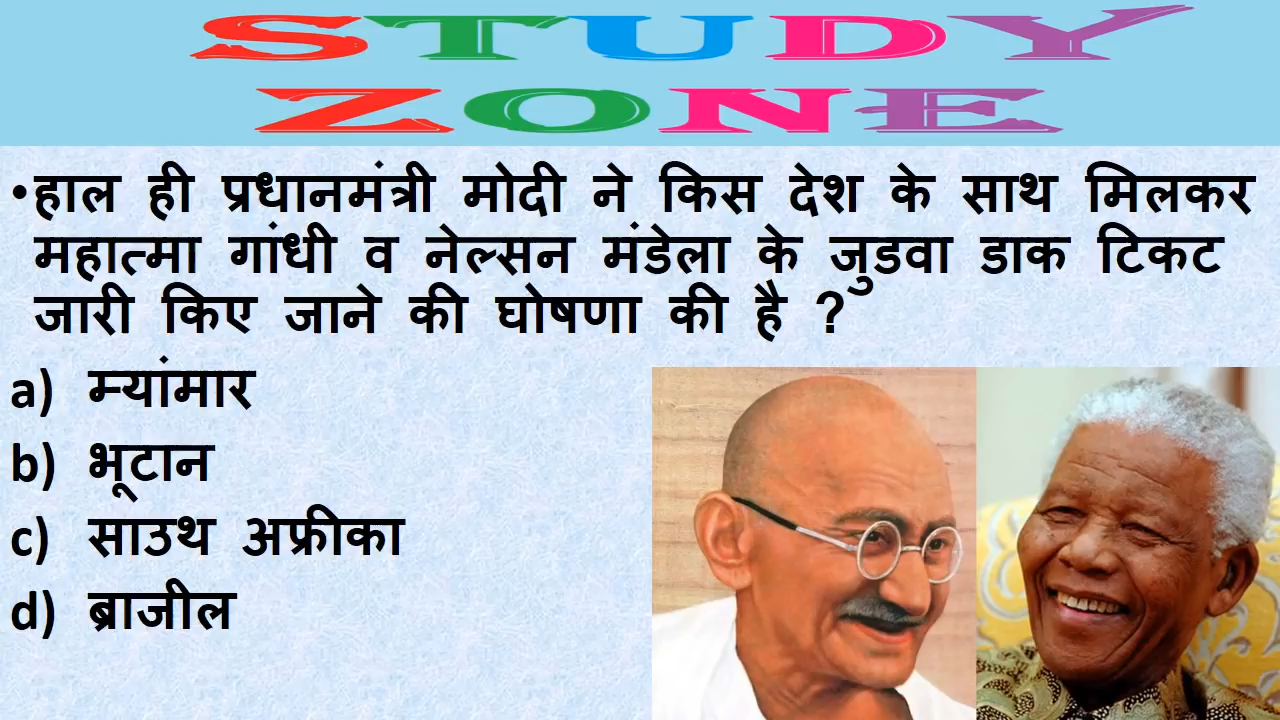 STUDY
ZONE
•हाल ही प्रधानमंत्री मोदी ने किस देश के साथ मिलकर
महात्मा गांधी व नेल्सन मंडेला के जुडवा डाक टिकट
जारी किए जाने की घोषणा की है ?
a) म्यांमार
b) भूटान
c) साउथ अफ्रीका
d) ब्राजील